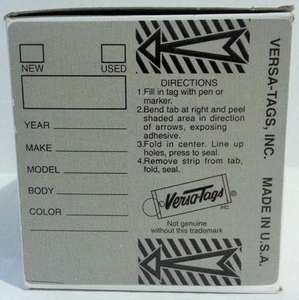 NEW USED
YEAR
MAKE
MODEL
BODY
COLOR
DIRECTIONS
1.Fill in tag with pen or
marker.
2.Bend tab at right and peel
shaded area in direction
of arrows, exposing
adhesive.
3.Fold in center. Line up
holes, press to seal.
4.Remove strip from tab,
fold, seal.
Versa-Tags®
INC.
Not genuine
without this trademark
VERSA-TAGS, INC. MADE IN U.S.A.